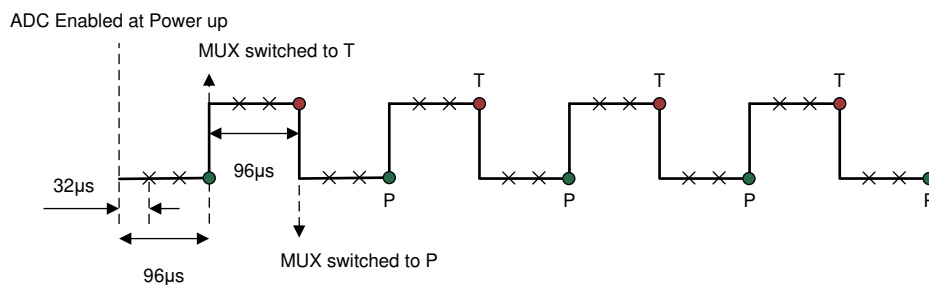 ADC Enabled at Power up
MUX switched to T
T
T
T
96µs
32µs
P
P
P
P
MUX switched to P
96µs